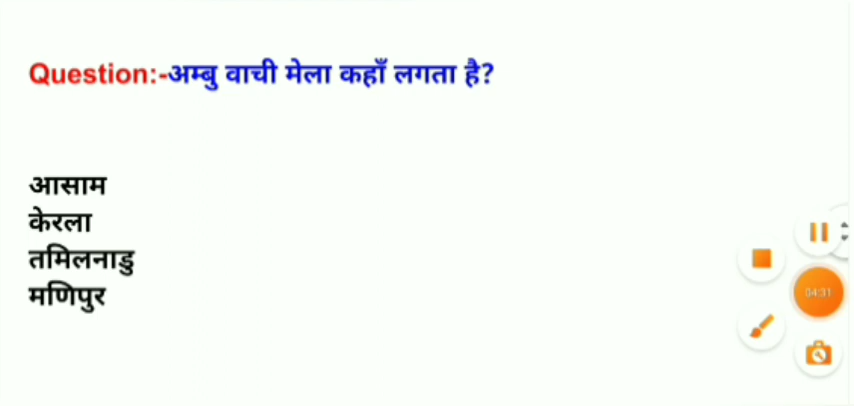 Question:-अम्बु वाची मेला कहाँ लगता है?
आसाम
केरला
तमिलनाडु
मणिपुर
04:31